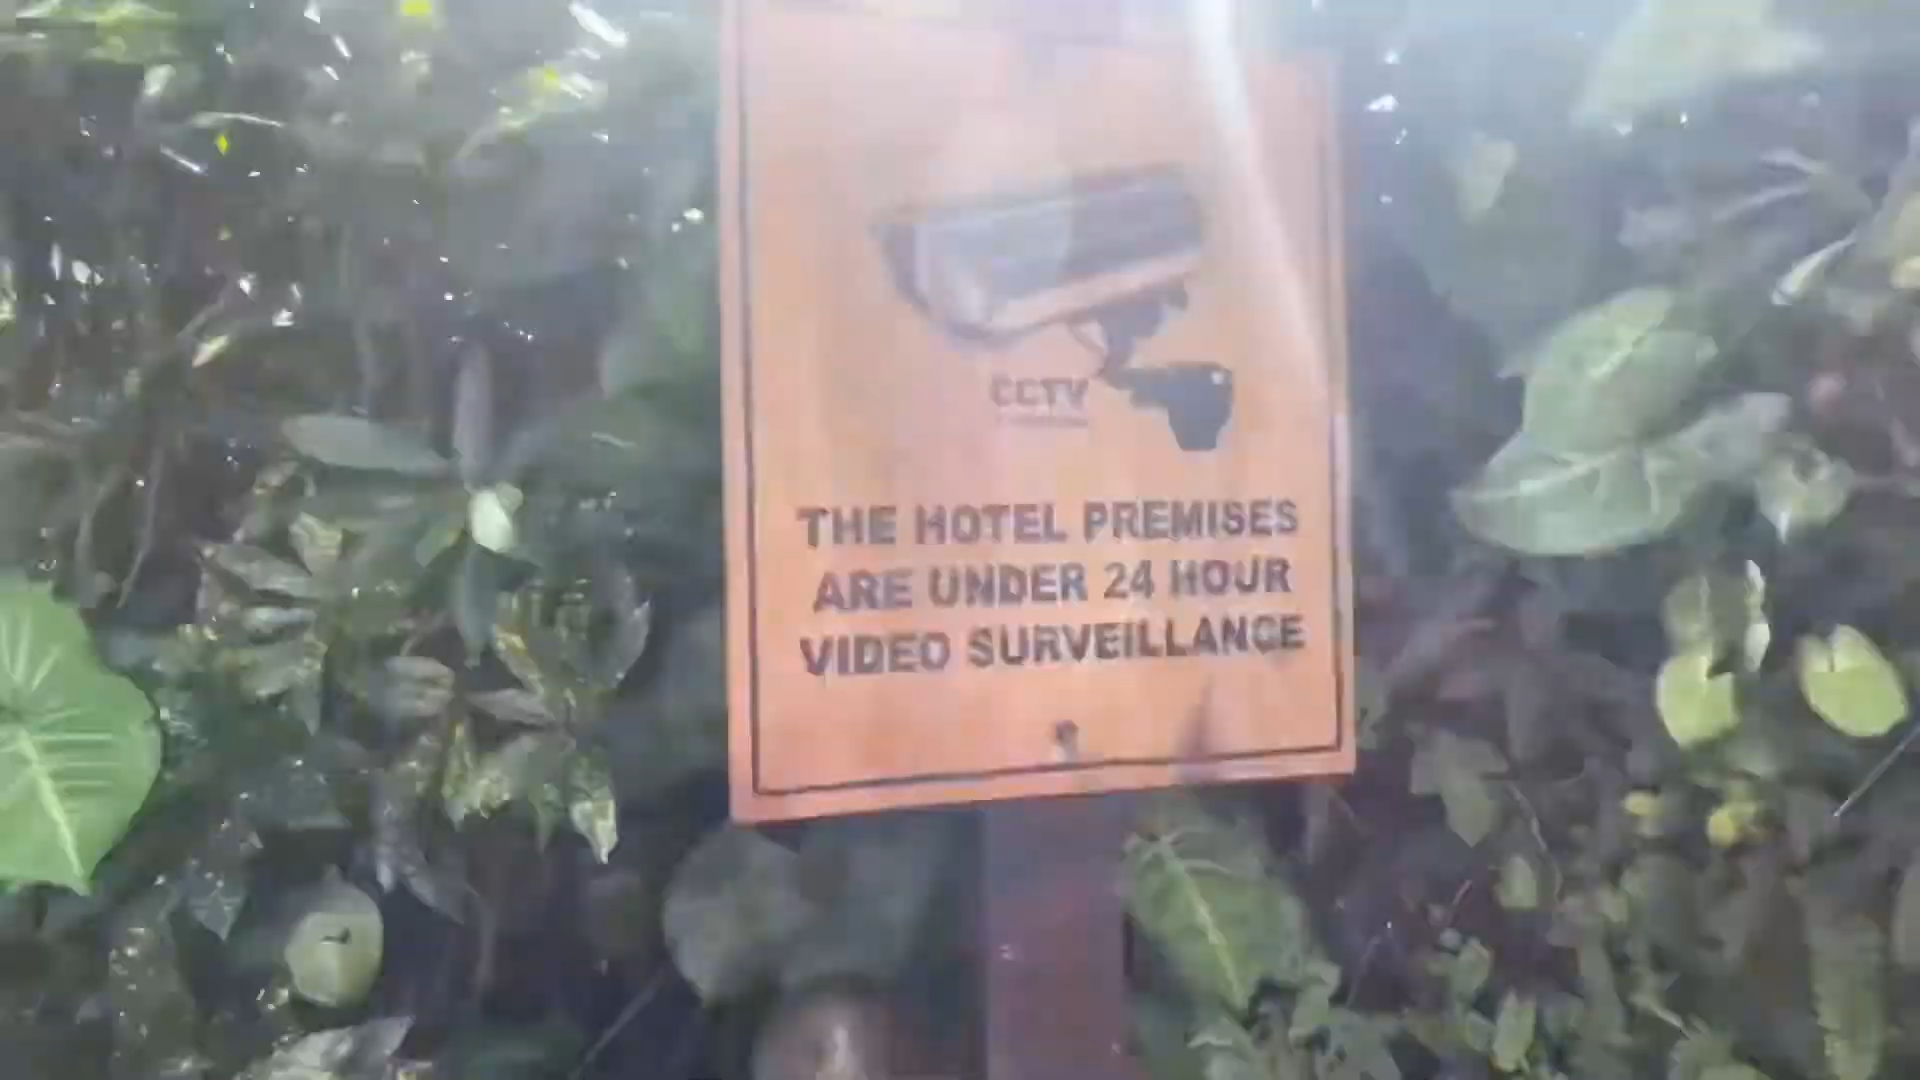 CCTV
THE HOTEL PREMISES
ARE UNDER 24 HOUR
VIDEO SURVEILLANCE